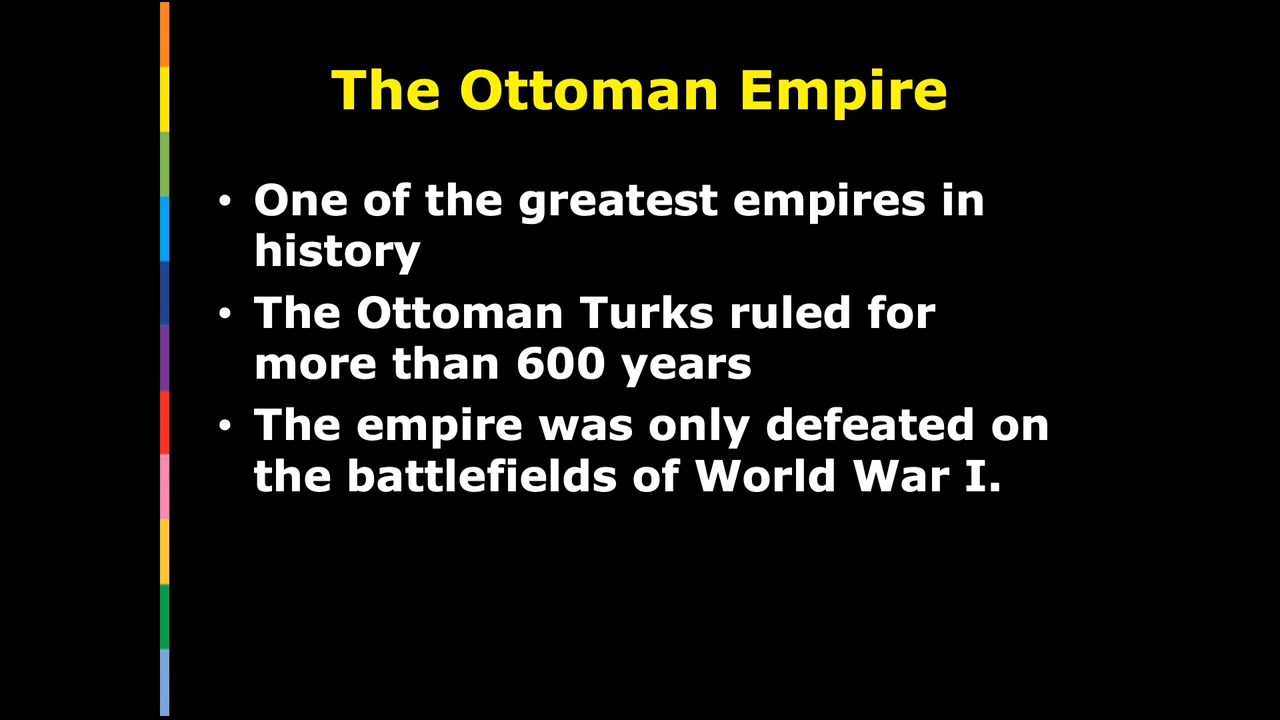 The Ottoman Empire
• One of the greatest empires in
history
• The Ottoman Turks ruled for
more than 600 years
• The empire was only defeated on
the battlefields of World War I.